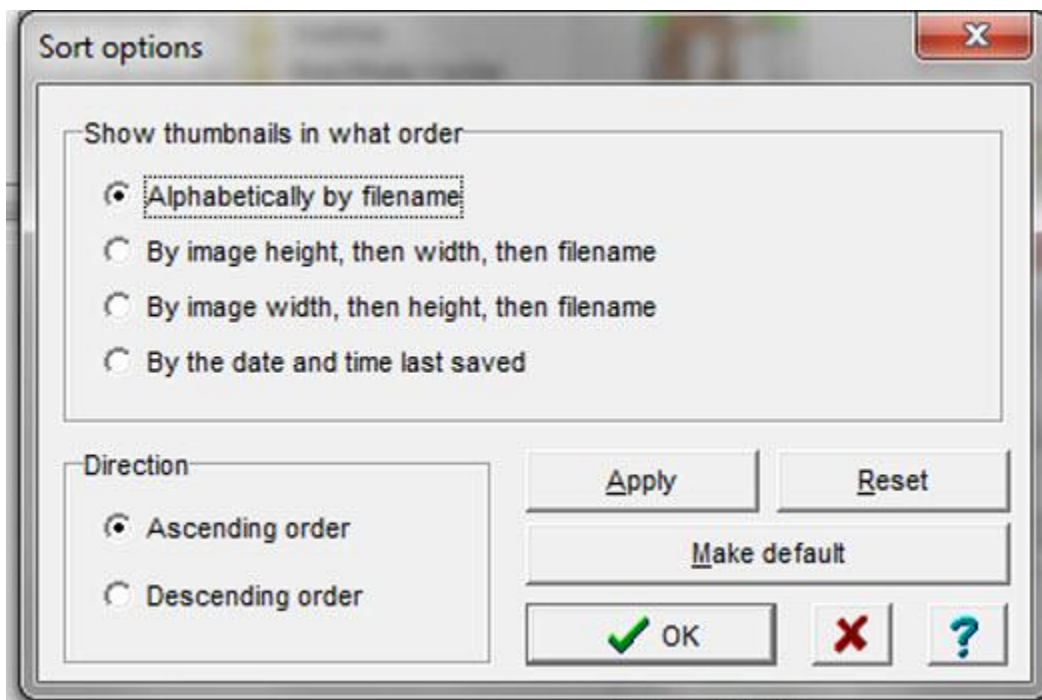 Sort options
Show thumbnails in what order
Alphabetically by filename
By image height, then width, then filename
By image width, then height, then filename
By the date and time last saved
Direction
Ascending order
Descending order
Apply
Reset
Make default
OK
?